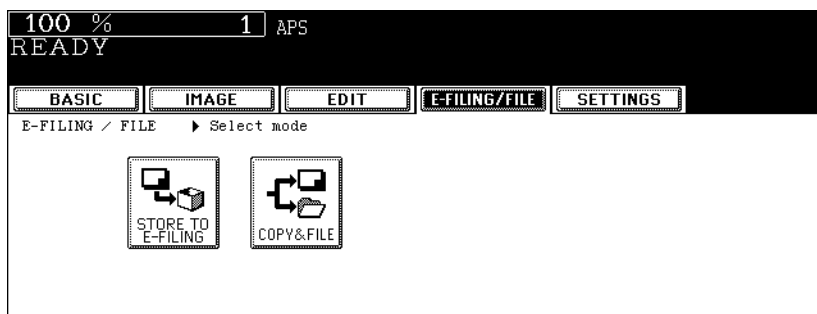 100 % 1 APS
READY
BASIC IMAGE EDIT E-FILING/FILE SETTINGS
E-FILING / FILE ▶ Select mode
STORE TO
E-FILING
COPY&FILE